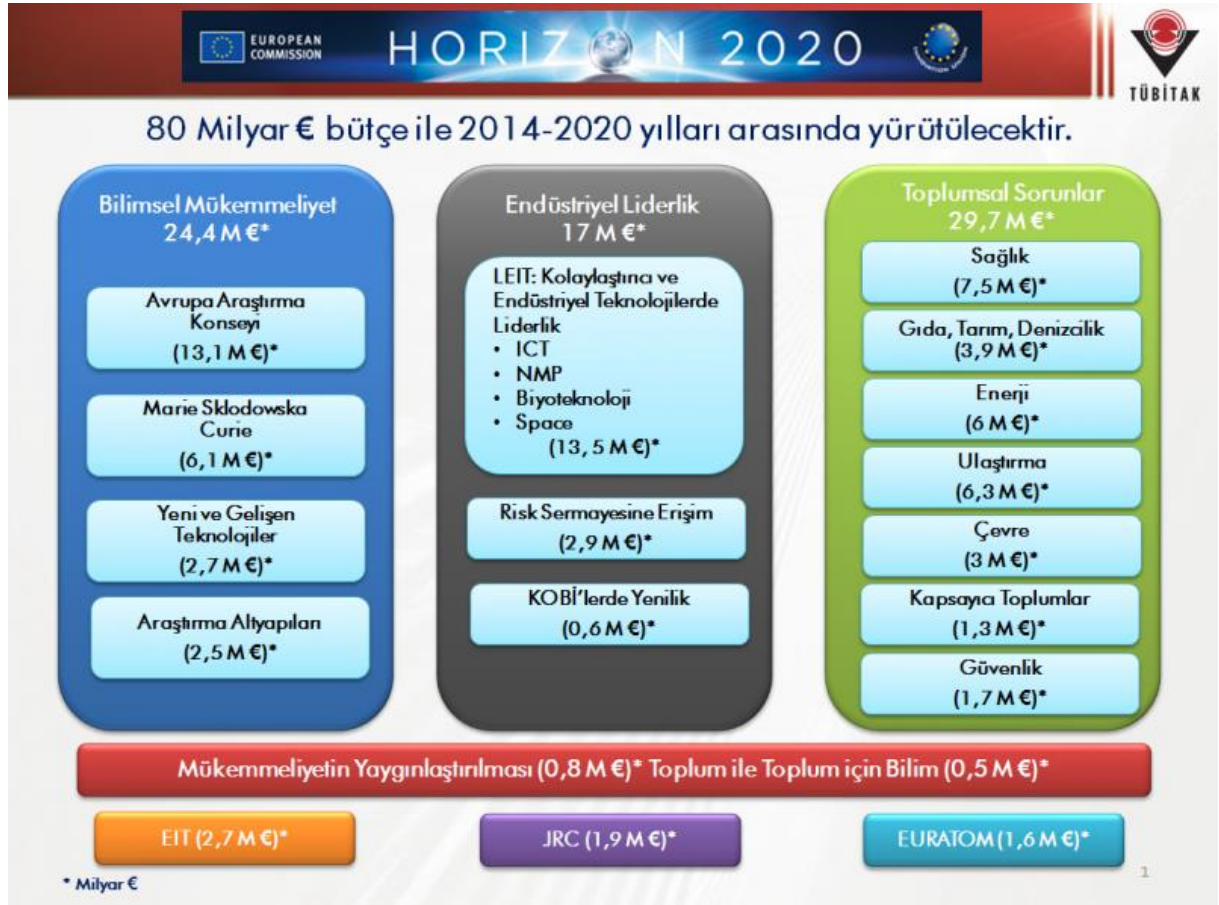 EUROPEAN
COMMISSION
HORIZON 2020
TÜBİTAK
80 Milyar € bütçe ile 2014-2020 yılları arasında yürütülecektir.
Bilimsel Mükemmeliyet
24,4 M €*
Avrupa Araştırma
Konseyi
(13,1 M €)*
Marie Sklodowska
Curie
(6,1 M €)*
Yeni ve Gelişen
Teknolojiler
(2,7 M €)*
Araştırma Altyapıları
(2,5 M €)*
Endüstriyel Liderlik
17 M €*
LEIT: Kolaylaştırıcı ve
Endüstriyel Teknolojilerde
Liderlik
• ICT
• NMP
• Biyoteknoloji
• Space
(13, 5 M €)*
Risk Sermayesine Erişim
(2,9 M €)*
KOBİ'lerde Yenilik
(0,6 M €)*
Toplumsal Sorunlar
29,7 M €*
Sağlık
(7,5 M €)*
Gıda, Tarım, Denizcilik
(3,9 M €)*
Enerji
(6 M €)*
Ulaştırma
(6,3 M €)*
Çevre
(3 M €)*
Kapsayıcı Toplumlar
(1,3 M €)*
Güvenlik
(1,7 M €)*
Mükemmeliyetin Yaygınlaştırılması (0,8 M €)* Toplum ile Toplum için Bilim (0,5 M €)*
EIT (2,7 M €)*
JRC (1,9 M €)*
EURATOM (1,6 M €)*
* Milyar €
1